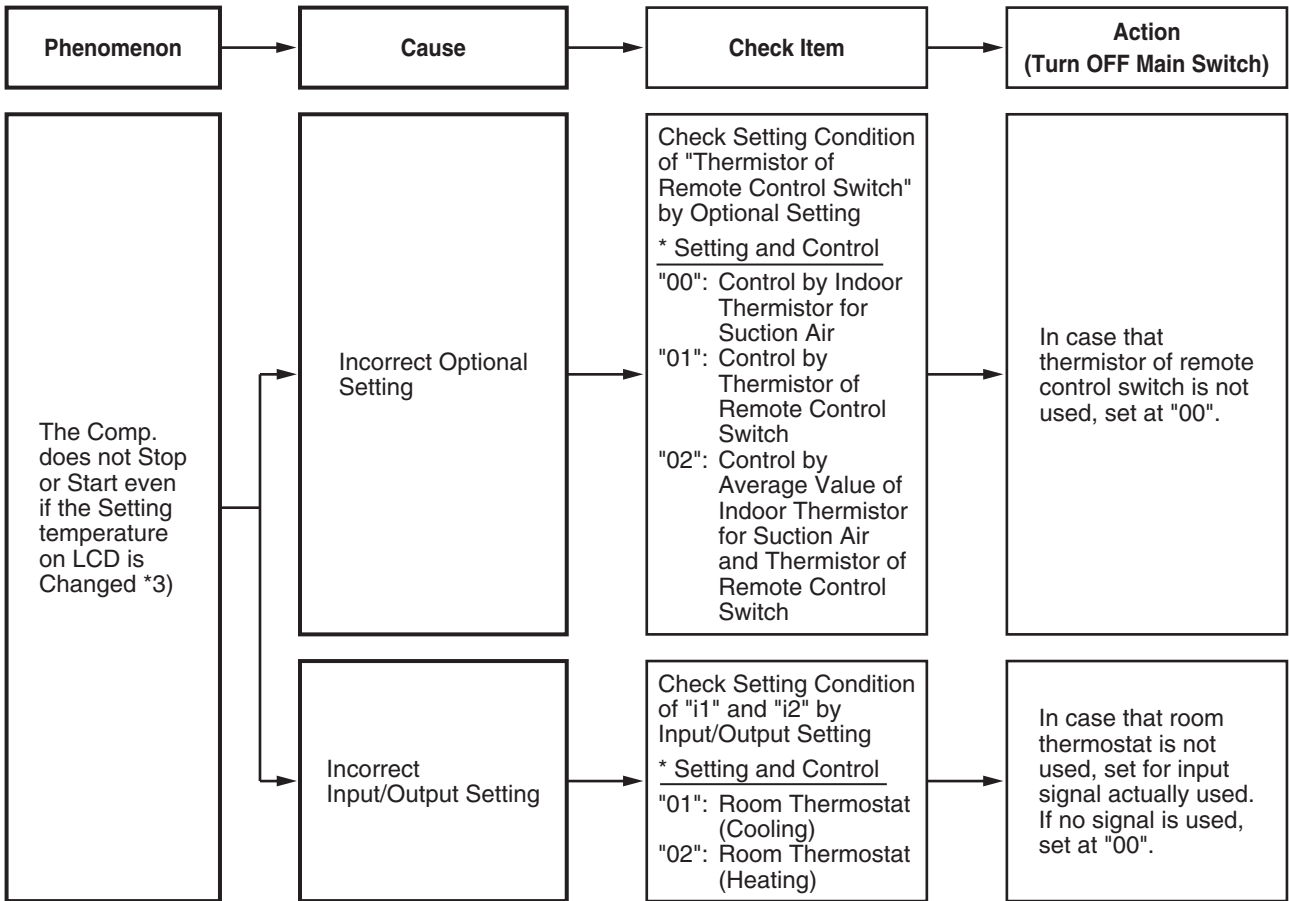 Phenomenon
Cause
Check Item
Action
(Turn OFF Main Switch)
The Comp.
does not Stop
or Start even
if the Setting
temperature
on LCD is
Changed *3)
Incorrect Optional
Setting
Check Setting Condition
of "Thermistor of
Remote Control Switch"
by Optional Setting
* Setting and Control
"00": Control by Indoor
Thermistor for
Suction Air
"01": Control by
Thermistor of
Remote Control
Switch
"02": Control by
Average Value of
Indoor Thermistor
for Suction Air
and Thermistor of
Remote Control
Switch
In case that
thermistor of remote
control switch is not
used, set at "00".
Incorrect
Input/Output Setting
Check Setting Condition
of "i1" and "i2" by
Input/Output Setting
* Setting and Control
"01": Room Thermostat
(Cooling)
"02": Room Thermostat
(Heating)
In case that room
thermostat is not
used, set for input
signal actually used.
If no signal is used,
set at "00".